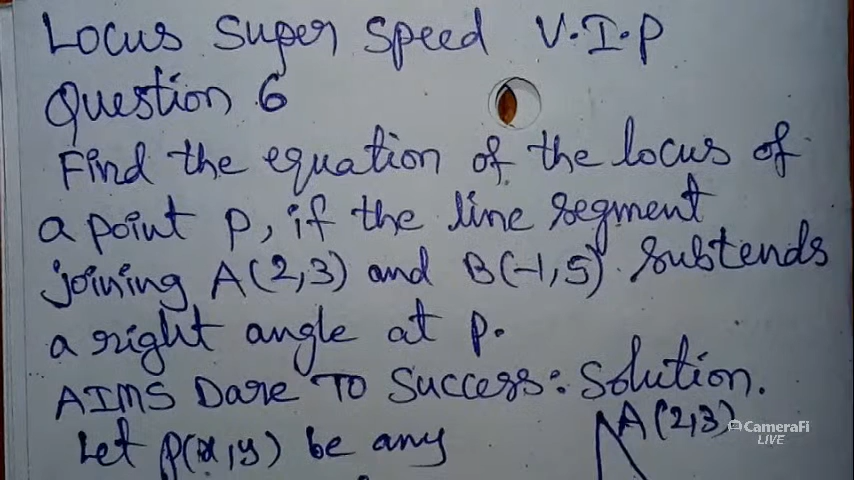 Locus Super Speed V.I.P
Question 6
Find the equation of the locus of
a point P, if the line segment
joining A(2,3) and B(-1,5) subtends
a right angle at P.
AIMS Dare To Success: Solution.
Let P(x,y) be any
A(2,3)
CameraFi
LIVE